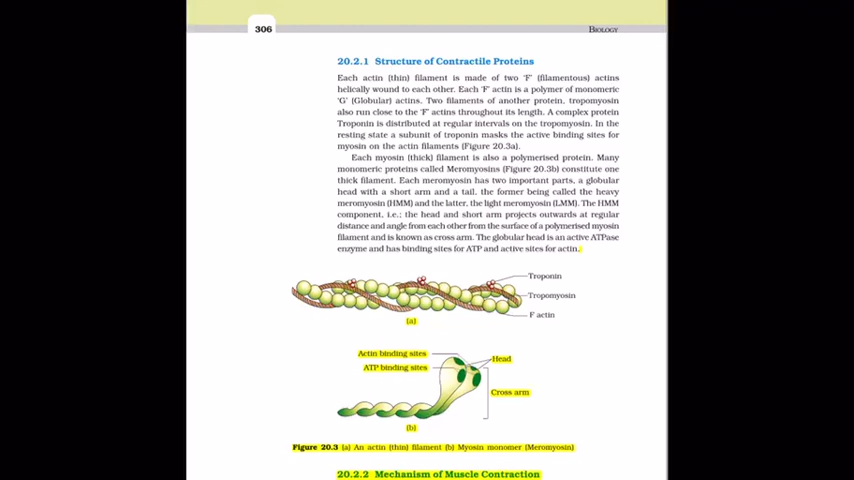 306
BIOLOGY
20.2.1 Structure of Contractile Proteins
Each actin (thin) filament is made of two 'F' (filamentous) actins
helically wound to each other. Each 'F' actin is a polymer of monomeric
'G' (Globular) actins. Two filaments of another protein, tropomyosin
also run close to the 'F' actins throughout its length. A complex protein
Troponin is distributed at regular intervals on the tropomyosin. In the
resting state a subunit of troponin masks the active binding sites for
myosin on the actin filaments (Figure 20.3a).
Each myosin (thick) filament is also a polymerised protein. Many
monomeric proteins called Meromyosins (Figure 20.3b) constitute one
thick filament. Each meromyosin has two important parts, a globular
head with a short arm and a tail, the former being called the heavy
meromyosin (HMM) and the latter, the light meromyosin (LMM). The HMM
component, i.e.; the head and short arm projects outwards at regular
distance and angle from each other from the surface of a polymerised myosin
filament and is known as cross arm. The globular head is an active ATPase
enzyme and has binding sites for ATP and active sites for actin.
Troponin
Tropomyosin
F actin
(a)
Actin binding sites
Head
ATP binding sites
Cross arm
(b)
Figure 20.3 (a) An actin (thin) filament (b) Myosin monomer (Meromyosin)
20.2.2 Mechanism of Muscle Contraction